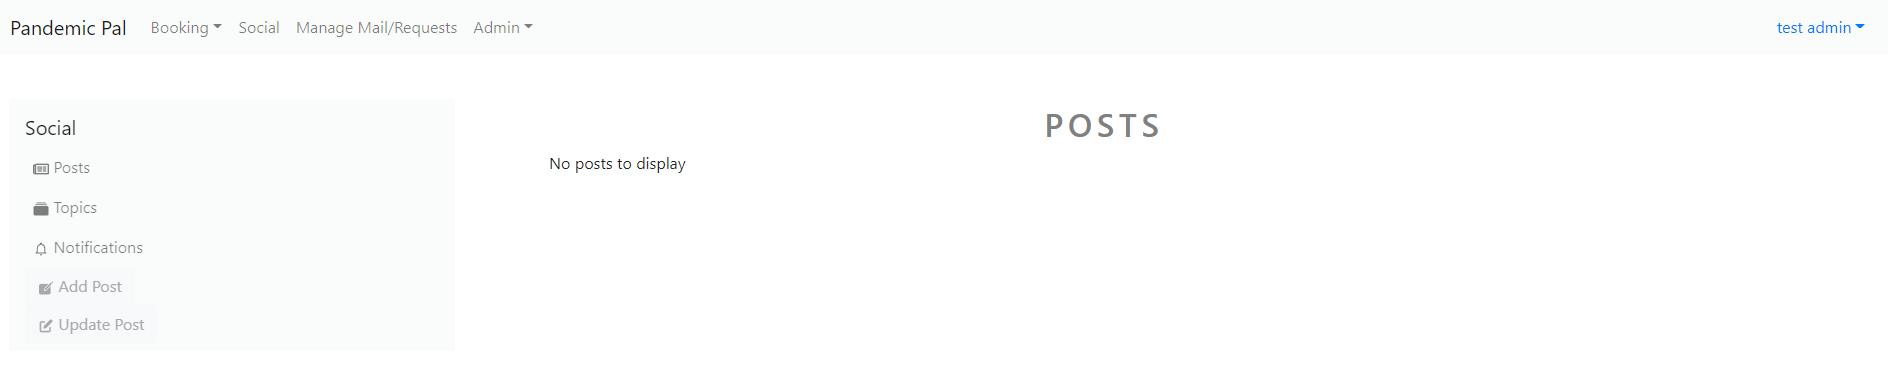 Pandemic Pal Booking Social Manage Mail/Requests Admin test admin
Social
Posts
Topics
Notifications
Add Post
Update Post
POSTS
No posts to display